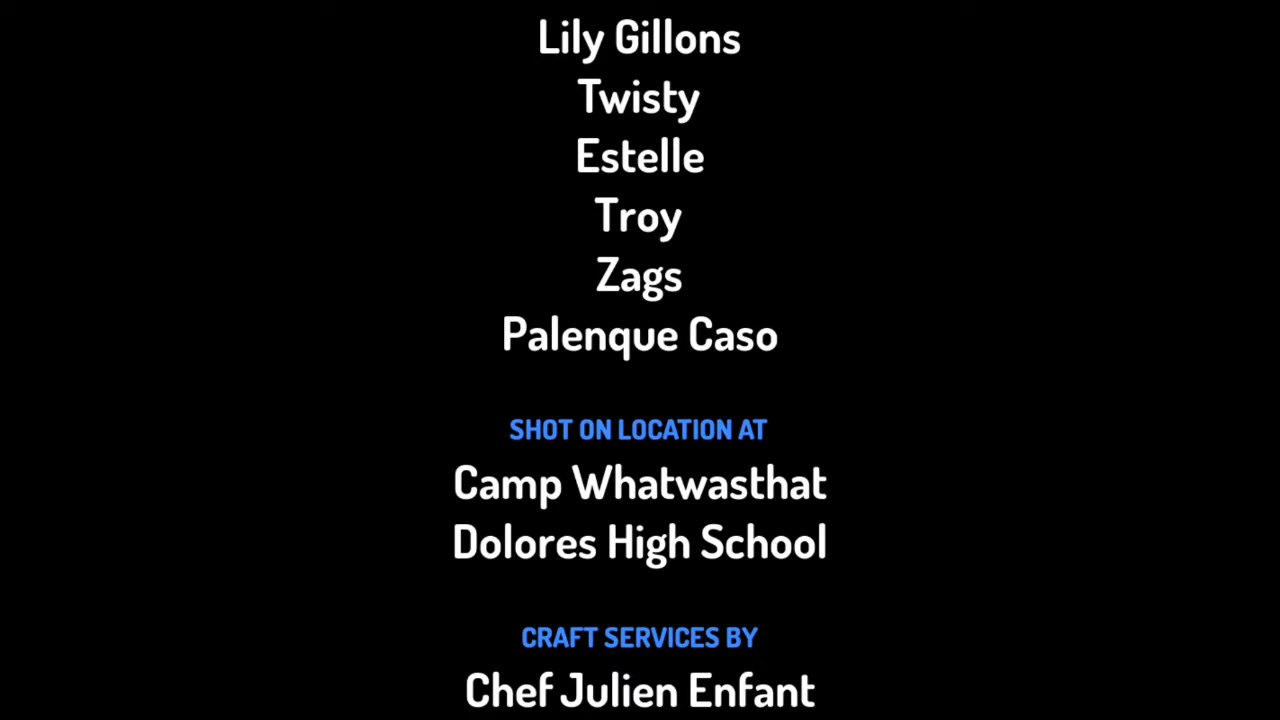 Lily Gillons
Twisty
Estelle
Troy
Zags
Palenque Caso
SHOT ON LOCATION AT
Camp Whatwasthat
Dolores High School
CRAFT SERVICES BY
Chef Julien Enfant